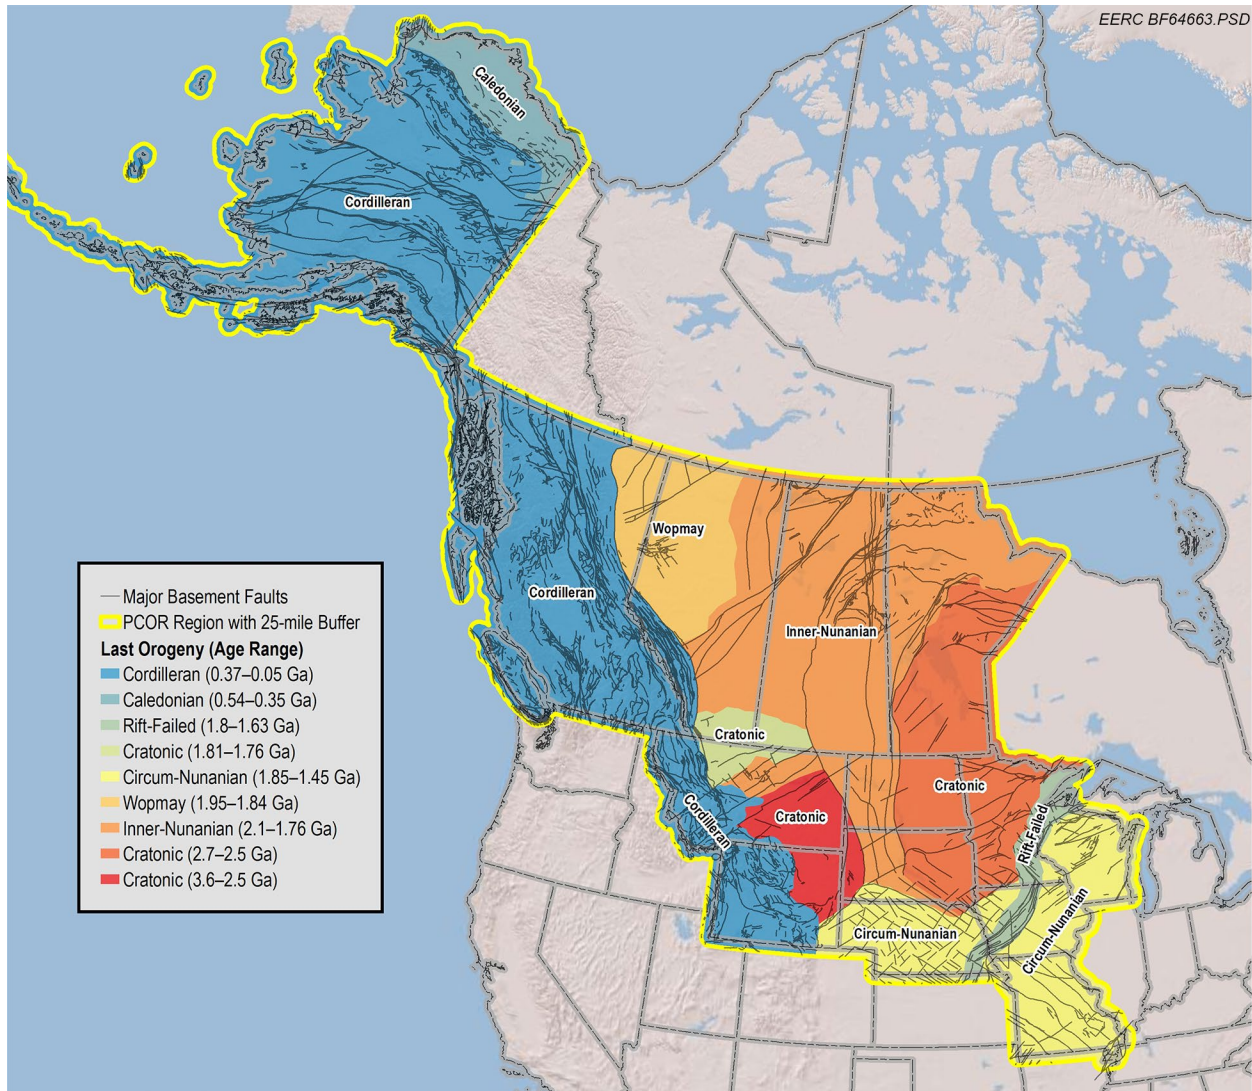 EERC BF64663.PSD
Caledonian
Cordilleran
Wopmay
Cordilleran
Inner-Nunanian
Cratonic
Cratonic
Cordilleran
Cratonic
Rift-Failed
Circum-Nunanian
Circum-Nunanian
Major Basement Faults
PCOR Region with 25-mile Buffer
Last Orogeny (Age Range)
Cordilleran (0.37–0.05 Ga)
Caledonian (0.54–0.35 Ga)
Rift-Failed (1.8–1.63 Ga)
Cratonic (1.81–1.76 Ga)
Circum-Nunanian (1.85–1.45 Ga)
Wopmay (1.95–1.84 Ga)
Inner-Nunanian (2.1–1.76 Ga)
Cratonic (2.7–2.5 Ga)
Cratonic (3.6–2.5 Ga)